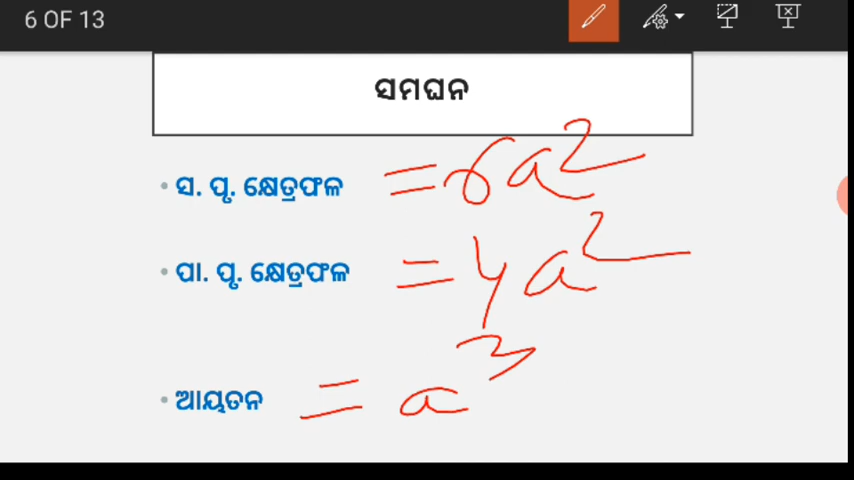 6 OF 13
ସମଘନ
• ସ. ପୃ. କ୍ଷେତ୍ରଫଳ = 6a²
• ପା. ପୃ. କ୍ଷେତ୍ରଫଳ = 4a²
• ଆୟତନ = a³